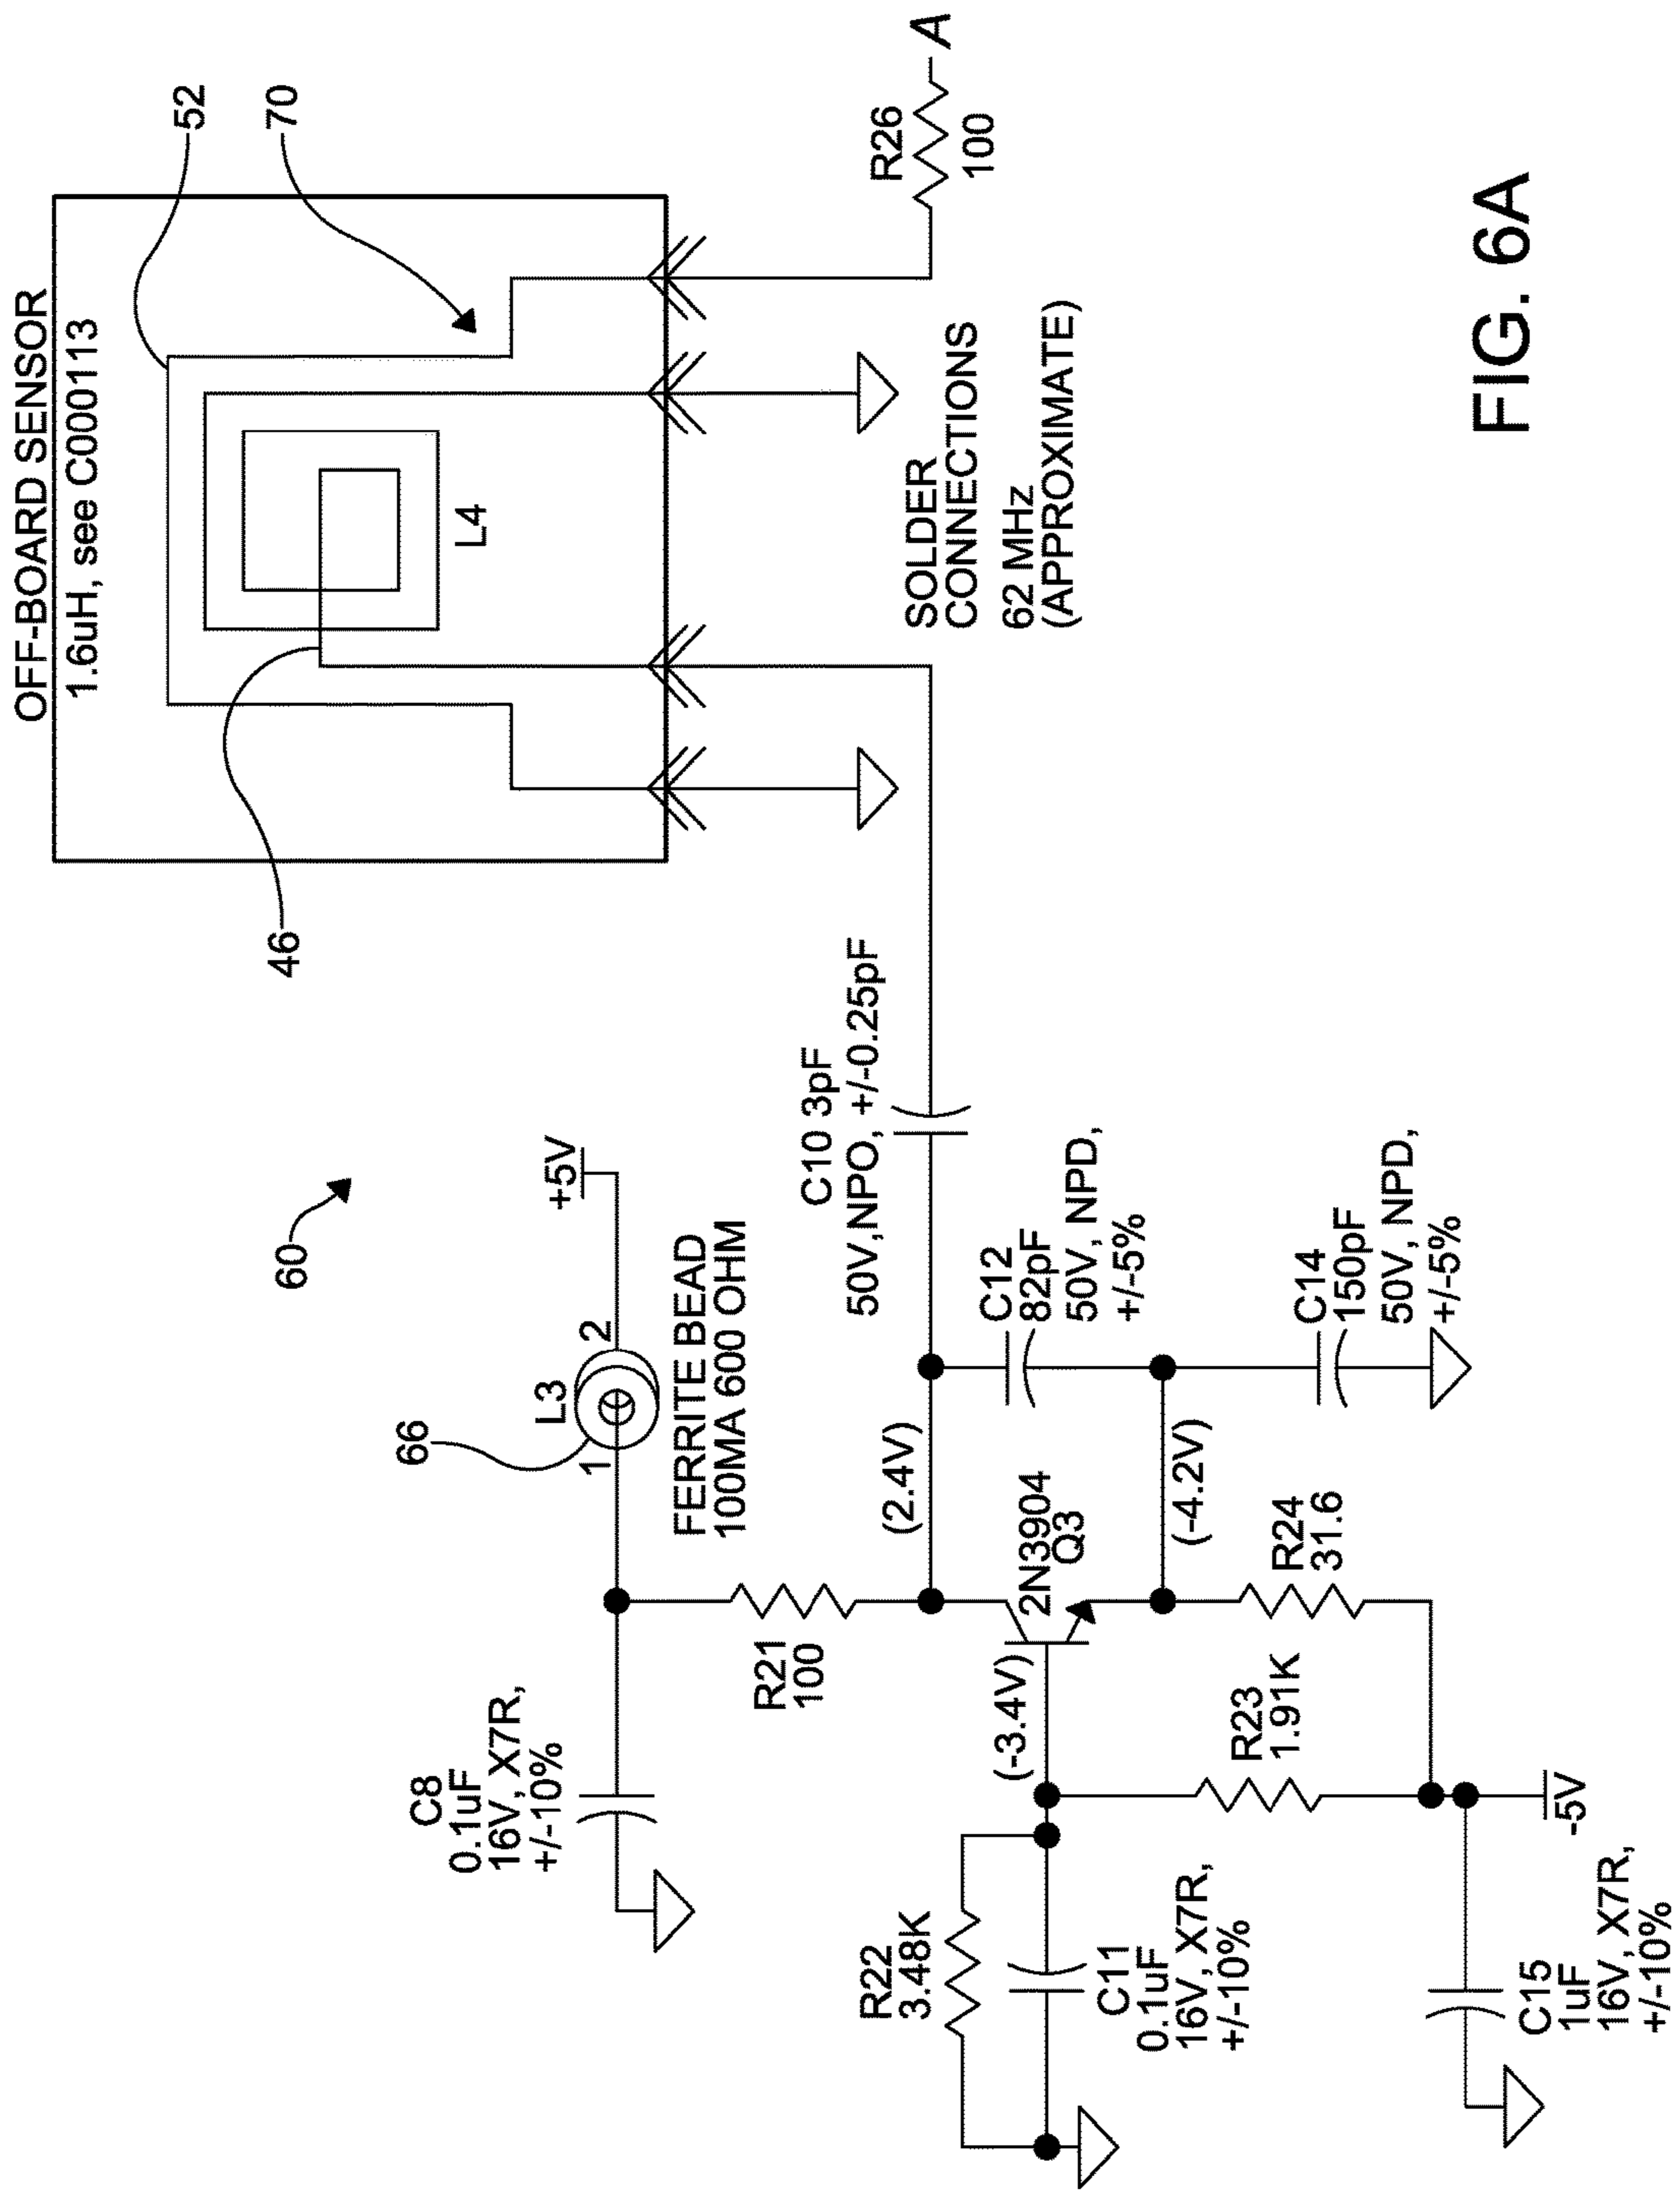 OFF-BOARD SENSOR
1.6uH, see C000113
52
70
46
L4
R26
100
A
SOLDER
CONNECTIONS
62 MHz
(APPROXIMATE)
60
+5V
66
L3
1
2
FERRITE BEAD
100MA 600 OHM
C8
0.1uF
16V, X7R,
+/-10%
R21
100
C10 3pF
50V,NPO, +/-0.25pF
(2.4V)
C12
82pF
50V, NPD,
+/-5%
2N3904
Q3
(-3.4V)
(-4.2V)
C14
150pF
50V, NPD,
+/-5%
R22
3.48K
C11
0.1uF
16V, X7R,
+/-10%
R23
1.91K
R24
31.6
-5V
C15
1uF
16V, X7R,
+/-10%
FIG. 6A